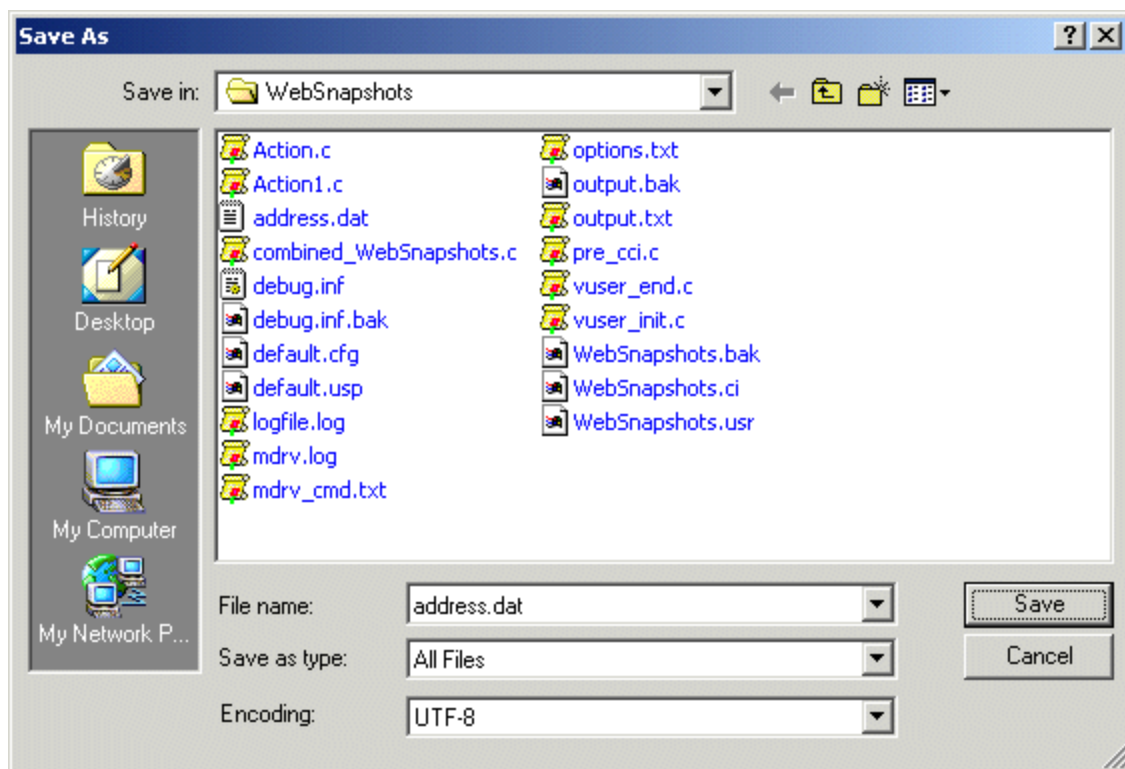 Save As
Save in: WebSnapshots
History
Desktop
My Documents
My Computer
My Network P...
Action.c
Action1.c
address.dat
combined_WebSnapshots.c
debug.inf
debug.inf.bak
default.cfg
default.usp
logfile.log
mdrv.log
mdrv_cmd.txt
options.txt
output.bak
output.txt
pre_cci.c
vuser_end.c
vuser_init.c
WebSnapshots.bak
WebSnapshots.ci
WebSnapshots.usr
File name: address.dat Save
Save as type: All Files Cancel
Encoding: UTF-8